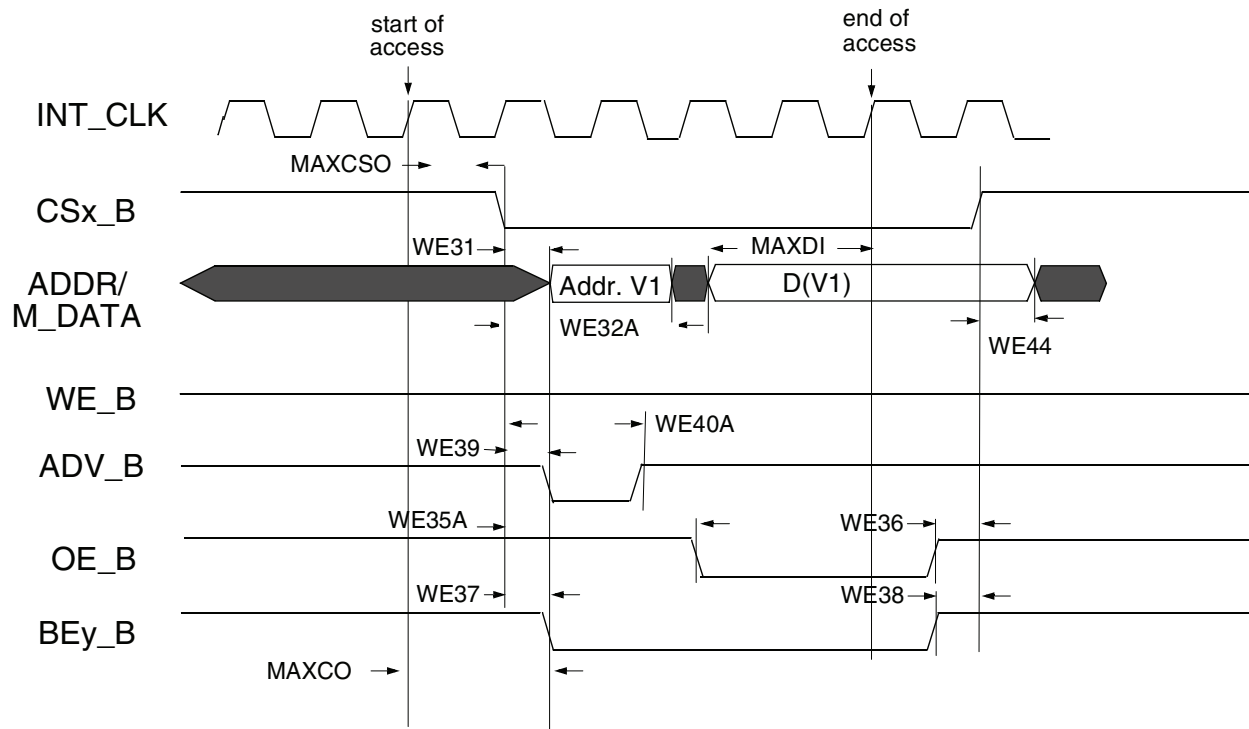 start of
access
end of
access
INT_CLK
MAXCSO
CSx_B
WE31
MAXDI
ADDR/
M_DATA
Addr. V1
D(V1)
WE32A
WE44
WE_B
WE40A
WE39
ADV_B
WE35A
WE36
OE_B
WE37
WE38
BEy_B
MAXCO